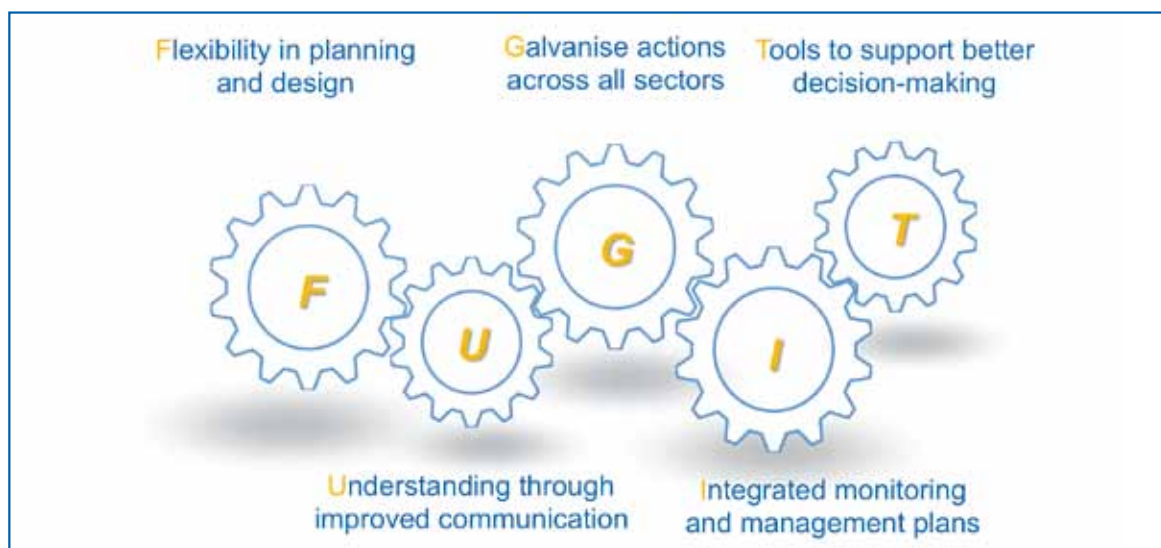 Flexibility in planning
and design
Galvanise actions
across all sectors
Tools to support better
decision-making
F
U
G
I
T
Understanding through
improved communication
Integrated monitoring
and management plans